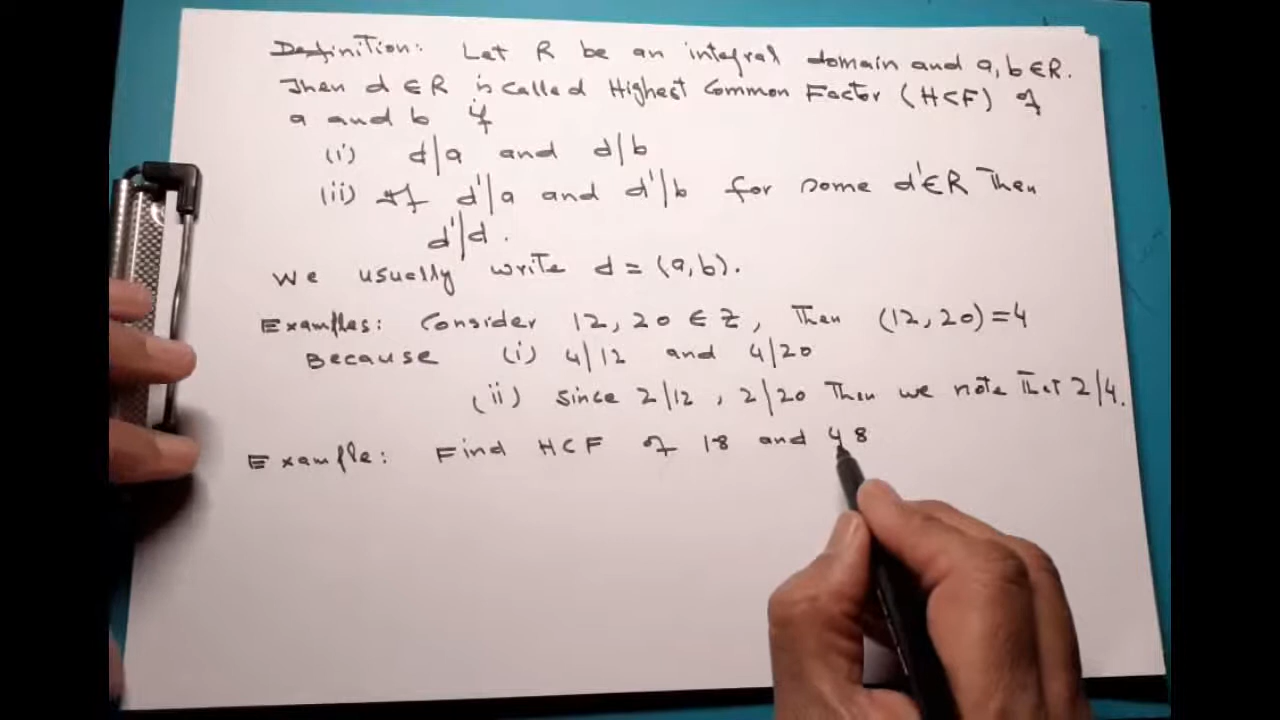 Definition: Let R be an integral domain and a, b ∈ R.
Then d ∈ R is called Highest Common Factor (HCF) of
a and b if
(i) d|a and d|b
(ii) If d'|a and d'|b for some d' ∈ R Then
d'|d.
We usually write d = (a, b).
Examples: Consider 12, 20 ∈ Z, Then (12, 20) = 4
Because (i) 4/12 and 4/20
(ii) since 2/12, 2/20 Then we note that 2/4.
Example: Find HCF of 18 and 48